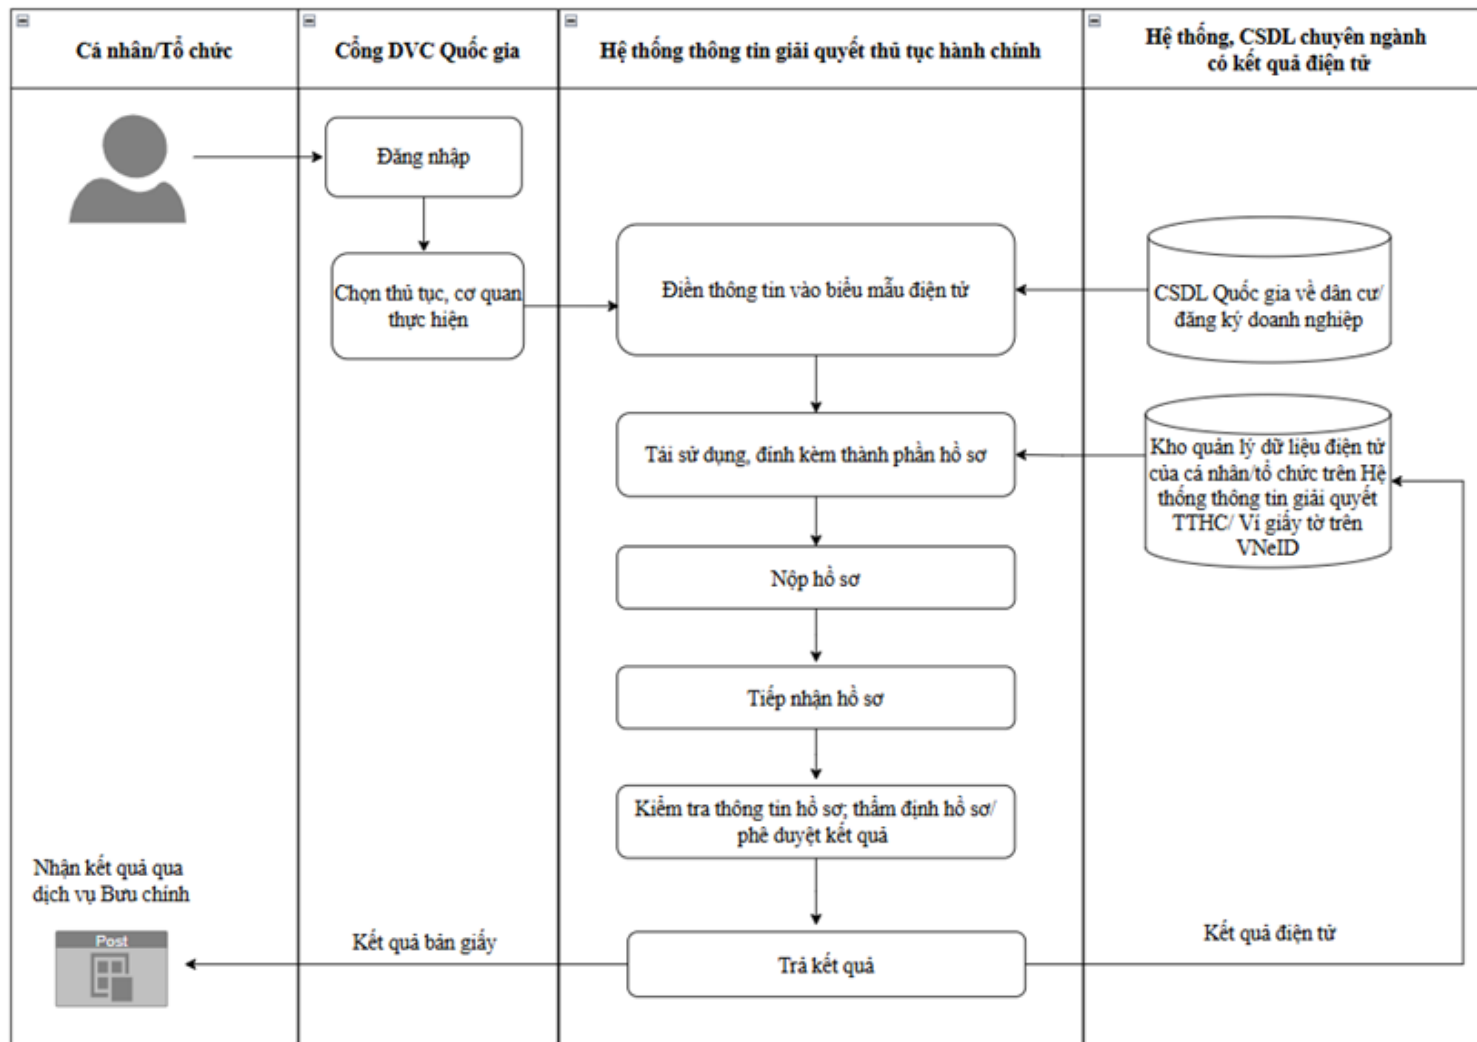 Cá nhân/Tổ chức
Cổng DVC Quốc gia
Hệ thống thông tin giải quyết thủ tục hành chính
Hệ thống, CSDL chuyên ngành
có kết quả điện tử
Đăng nhập
Chọn thủ tục, cơ quan
thực hiện
Điền thông tin vào biểu mẫu điện tử
CSDL Quốc gia về dân cư/
đăng ký doanh nghiệp
Tái sử dụng, đính kèm thành phần hồ sơ
Kho quản lý dữ liệu điện tử
của cá nhân/tổ chức trên Hệ
thống thông tin giải quyết
TTHC/ Ví giấy tờ trên
VNeID
Nộp hồ sơ
Tiếp nhận hồ sơ
Kiểm tra thông tin hồ sơ; thẩm định hồ sơ/
phê duyệt kết quả
Nhận kết quả qua
dịch vụ Bưu chính
Post
Kết quả bản giấy
Trả kết quả
Kết quả điện tử